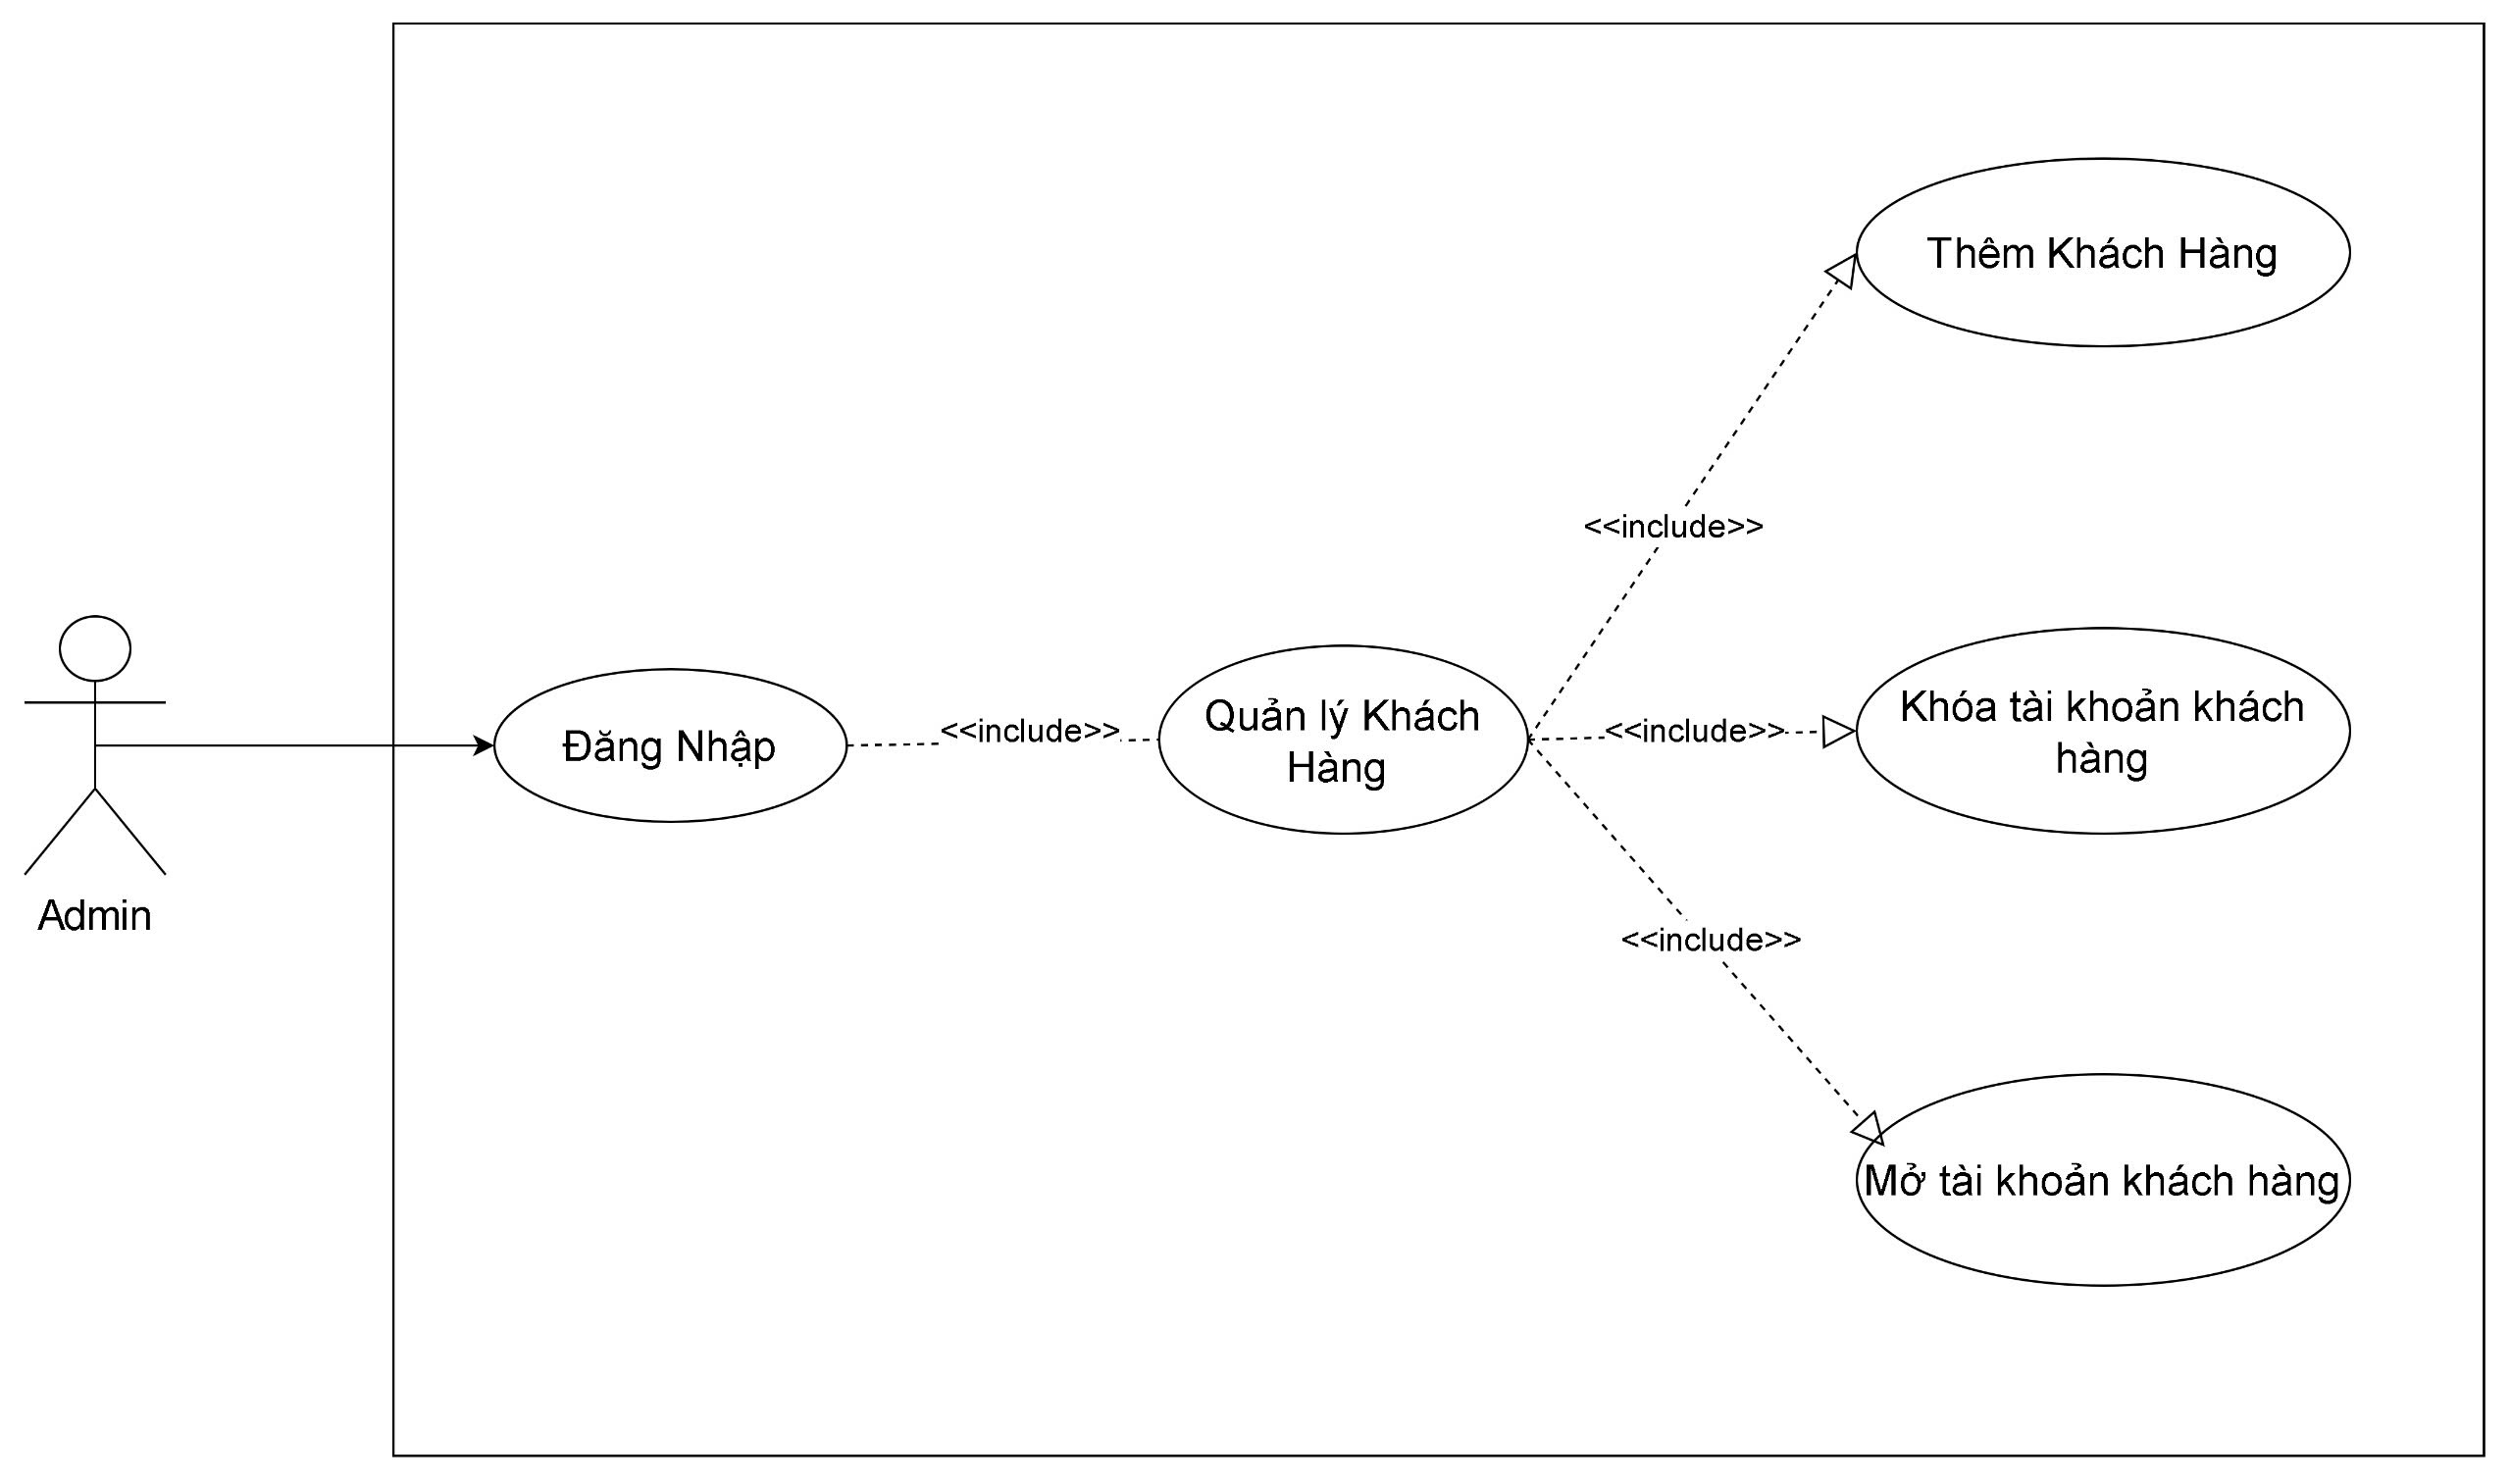 Thêm Khách Hàng
<<include>>
Khóa tài khoản khách
hàng
<<include>>
Quản lý Khách
Hàng
<<include>>
Đăng Nhập
Admin
<<include>>
Mở tài khoản khách hàng